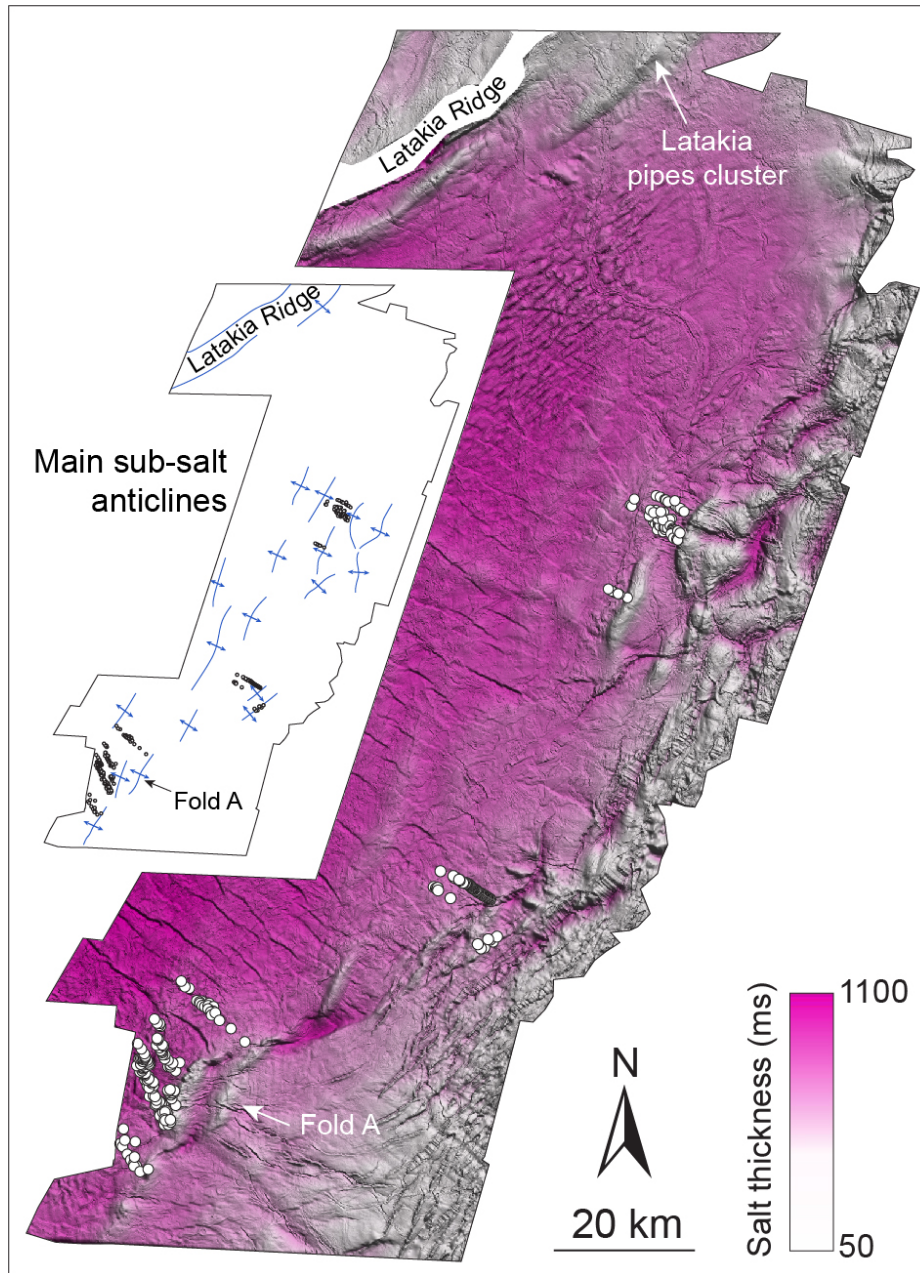 Latakia Ridge
Latakia
pipes cluster
Latakia Ridge
Main sub-salt
anticlines
Fold A
Fold A
N
20 km
Salt thickness (ms)
1100
50